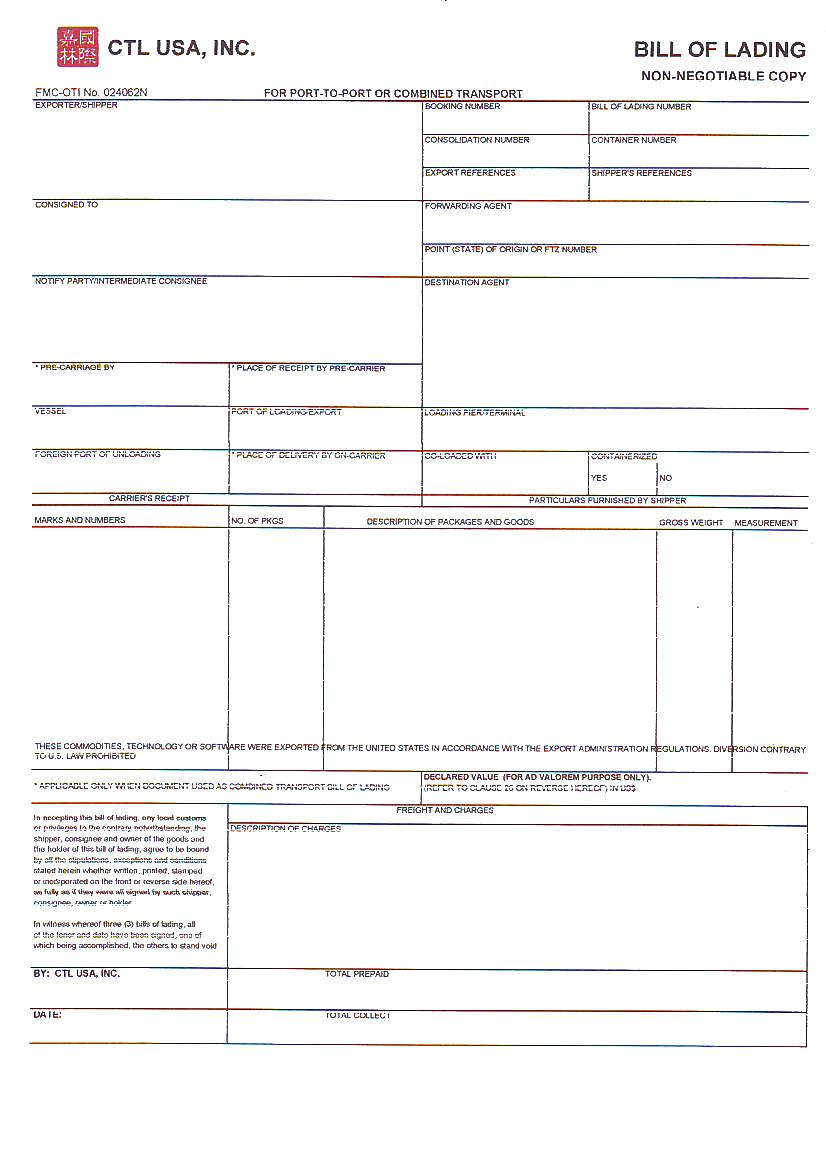 嘉國
林際
CTL USA, INC.
BILL OF LADING
NON-NEGOTIABLE COPY
FMC-OTI No. 024062N
FOR PORT-TO-PORT OR COMBINED TRANSPORT
EXPORTER/SHIPPER
BOOKING NUMBER
BILL OF LADING NUMBER
CONSOLIDATION NUMBER
CONTAINER NUMBER
EXPORT REFERENCES
SHIPPER'S REFERENCES
CONSIGNED TO
FORWARDING AGENT
POINT (STATE) OF ORIGIN OR FTZ NUMBER
NOTIFY PARTY/INTERMEDIATE CONSIGNEE
DESTINATION AGENT
* PRE-CARRIAGE BY
* PLACE OF RECEIPT BY PRE-CARRIER
VESSEL
PORT OF LOADING/EXPORT
LOADING PIER/TERMINAL
FOREIGN PORT OF UNLOADING
* PLACE OF DELIVERY BY ON-CARRIER
CO-LOADED WITH
CONTAINERIZED
YES
NO
CARRIER'S RECEIPT
PARTICULARS FURNISHED BY SHIPPER
MARKS AND NUMBERS
NO. OF PKGS
DESCRIPTION OF PACKAGES AND GOODS
GROSS WEIGHT
MEASUREMENT
THESE COMMODITIES, TECHNOLOGY OR SOFTWARE WERE EXPORTED FROM THE UNITED STATES IN ACCORDANCE WITH THE EXPORT ADMINISTRATION REGULATIONS. DIVERSION CONTRARY
TO U.S. LAW PROHIBITED
DECLARED VALUE (FOR AD VALOREM PURPOSE ONLY).
* APPLICABLE ONLY WHEN DOCUMENT USED AS COMBINED TRANSPORT BILL OF LADING
(REFER TO CLAUSE 26 ON REVERSE HEREOF) IN US$
FREIGHT AND CHARGES
DESCRIPTION OF CHARGES
In accepting this bill of lading, any local customs
or privileges to the contrary notwithstanding, the
shipper, consignee and owner of the goods and
the holder of this bill of lading, agree to be bound
by all the stipulations, exceptions and conditions
stated herein whether written, printed, stamped
or incorporated on the front or reverse side hereof,
as fully as if they were all signed by such shipper,
consignee, owner or holder
In witness whereof three (3) bills of lading, all
of the tenor and date have been signed, one of
which being accomplished, the others to stand void
BY: CTL USA, INC.
TOTAL PREPAID
DATE:
TOTAL COLLECT